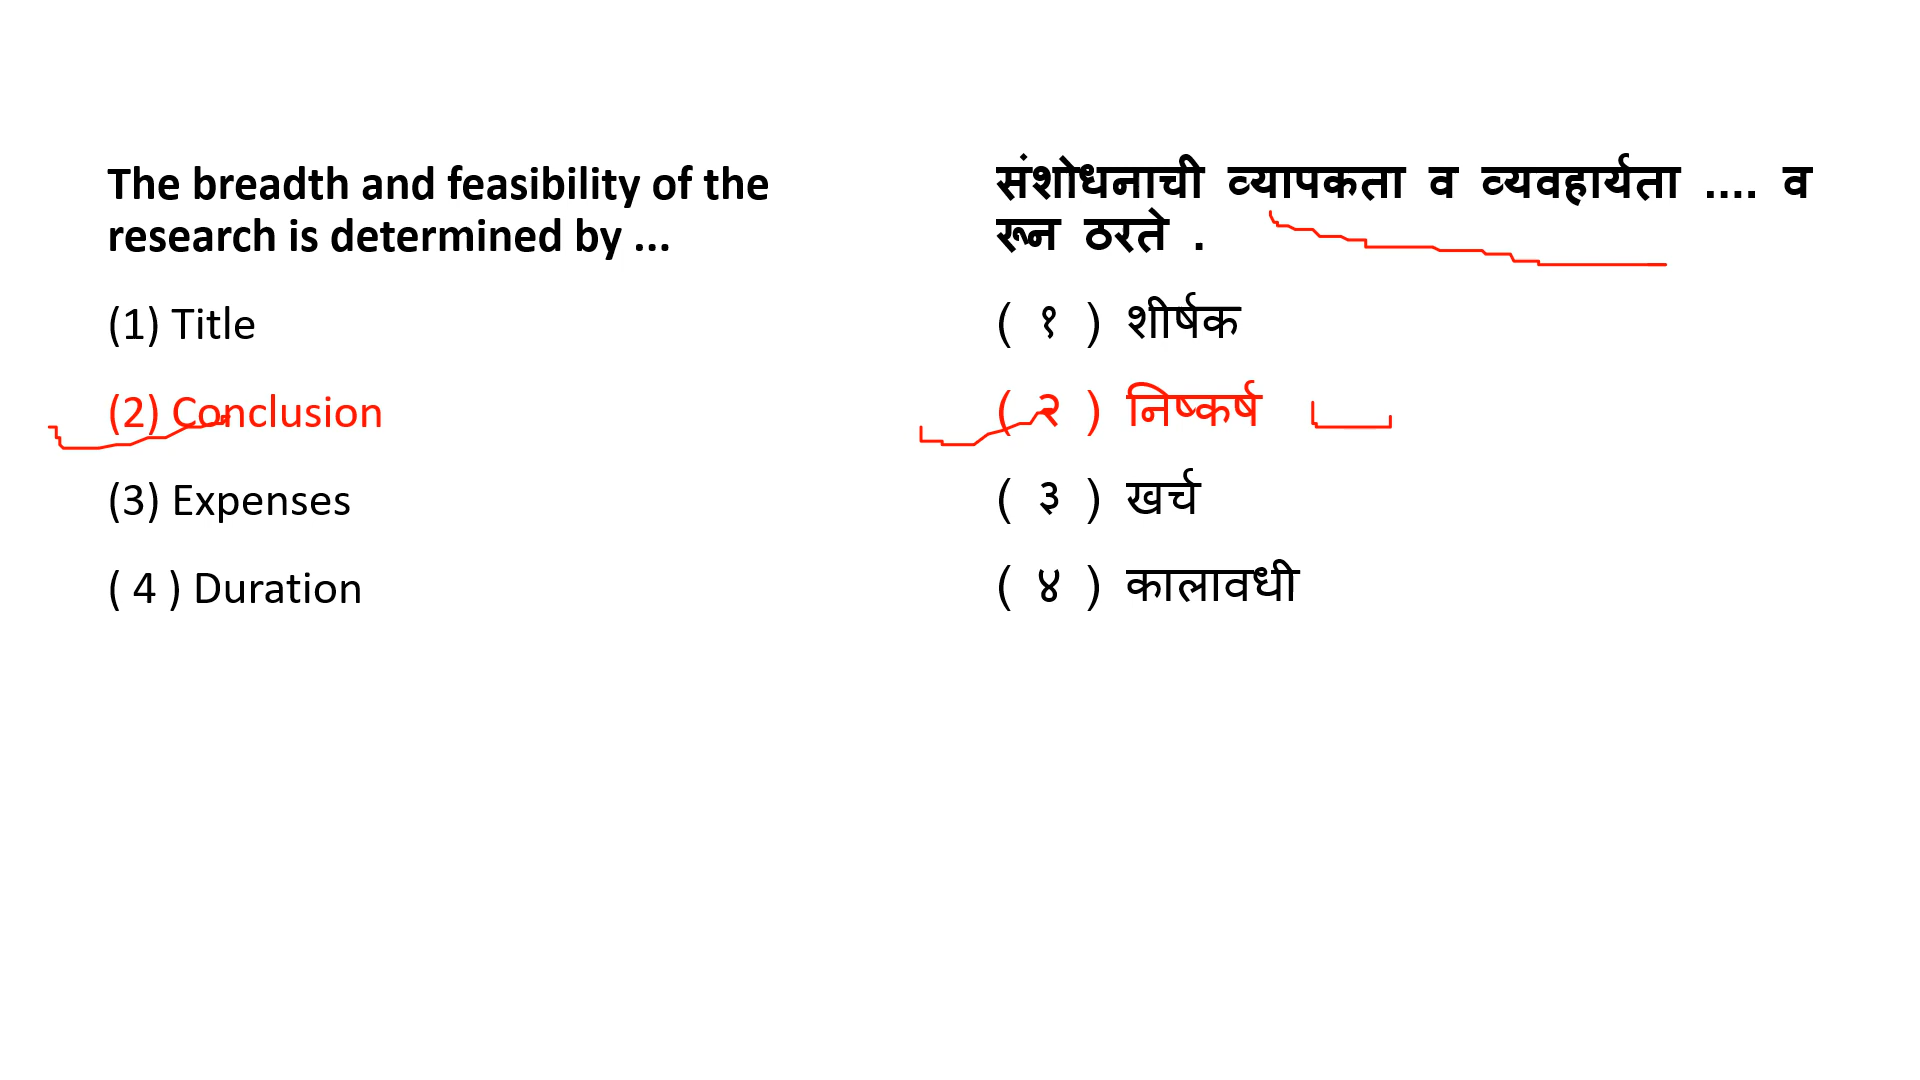 The breadth and feasibility of the
research is determined by ...
(1) Title
(2) Conclusion
(3) Expenses
( 4 ) Duration
संशोधनाची व्यापकता व व्यवहार्यता .... व
रून ठरते .
( १ ) शीर्षक
( २ ) निष्कर्ष
( ३ ) खर्च
( ४ ) कालावधी